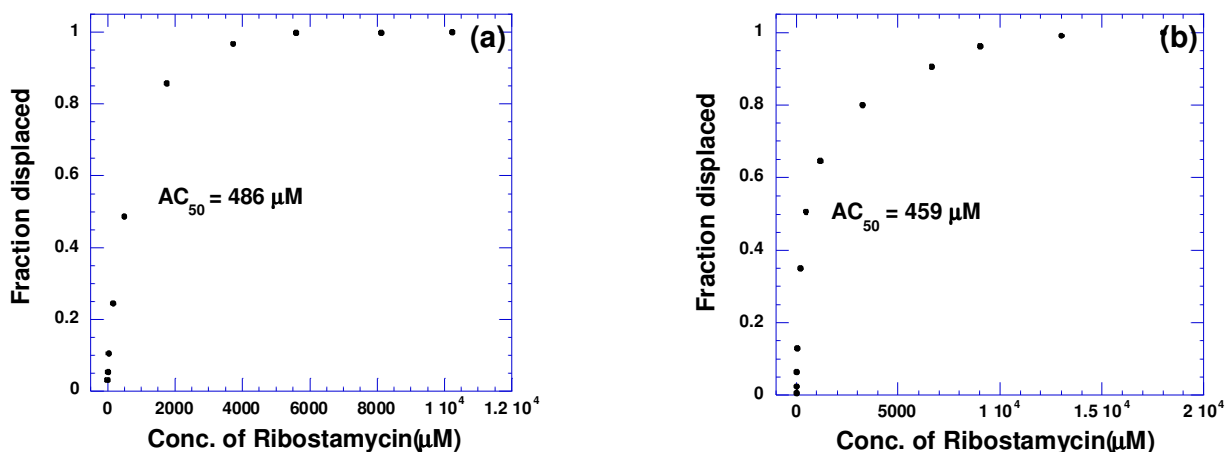 (a)
Fraction displaced
1
0.8
0.6
0.4
0.2
0
AC50 = 486 μM
0 2000 4000 6000 8000 1 10^4 1.2 10^4
Conc. of Ribostamycin(μM)
(b)
Fraction displaced
1
0.8
0.6
0.4
0.2
0
AC50 = 459 μM
0 5000 1 10^4 1.5 10^4 2 10^4
Conc. of Ribostamycin(μM)